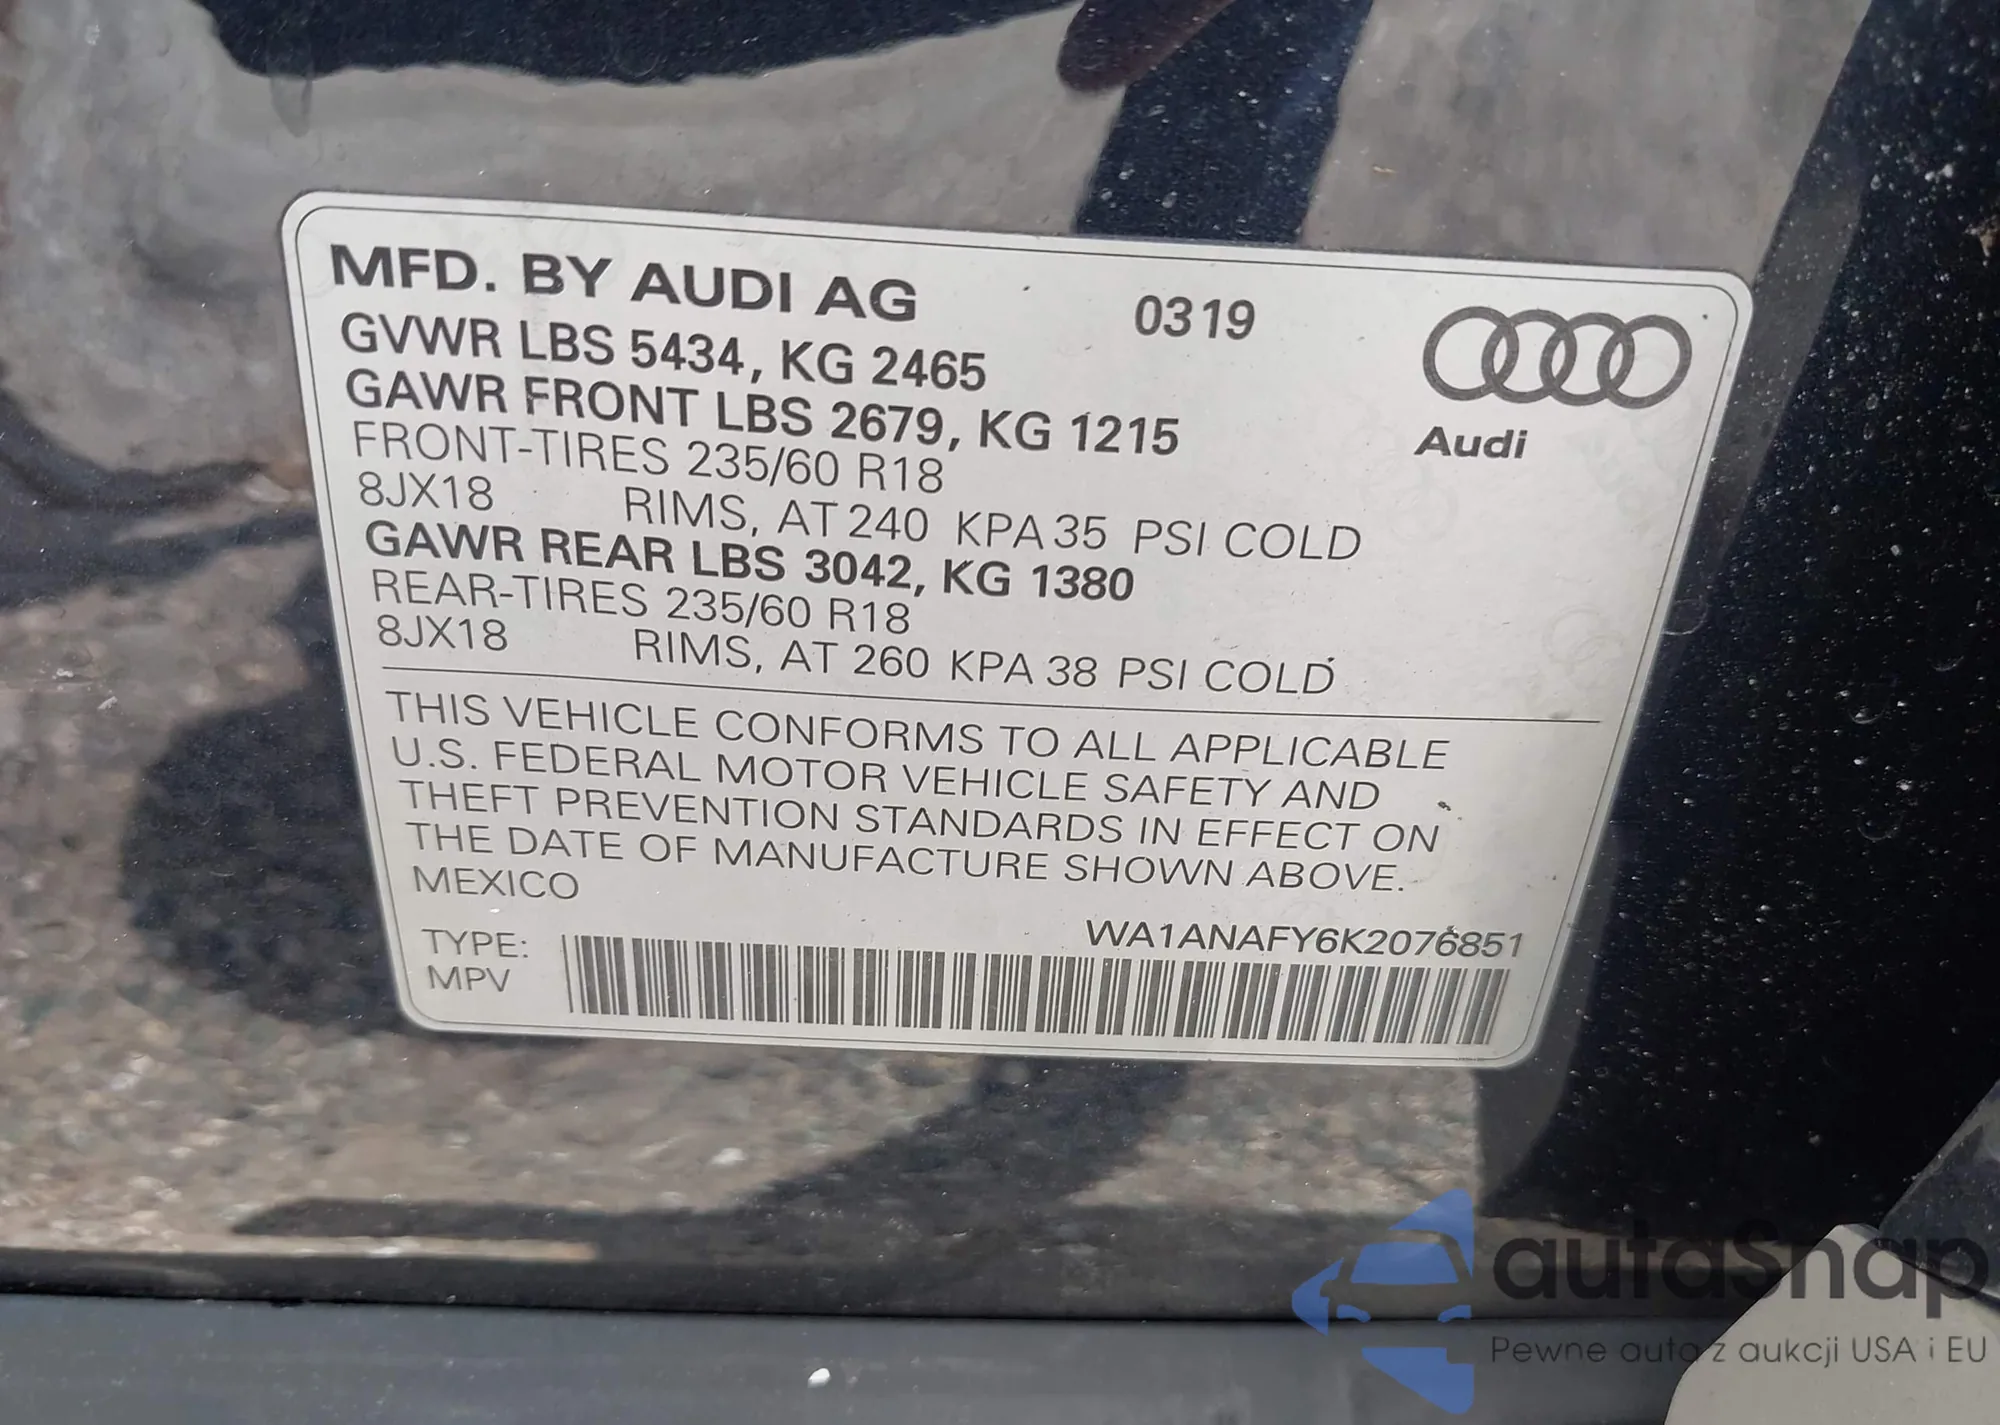 MFD. BY AUDI AG 0319
GVWR LBS 5434, KG 2465
GAWR FRONT LBS 2679, KG 1215
Audi
FRONT-TIRES 235/60 R18
8JX18 RIMS, AT 240 KPA 35 PSI COLD
GAWR REAR LBS 3042, KG 1380
REAR-TIRES 235/60 R18
8JX18 RIMS, AT 260 KPA 38 PSI COLD
THIS VEHICLE CONFORMS TO ALL APPLICABLE
U.S. FEDERAL MOTOR VEHICLE SAFETY AND
THEFT PREVENTION STANDARDS IN EFFECT ON
THE DATE OF MANUFACTURE SHOWN ABOVE.
MEXICO
WA1ANAFY6K2076851
TYPE:
MPV
autaSnap
Pewne auta z aukcji USA i EU